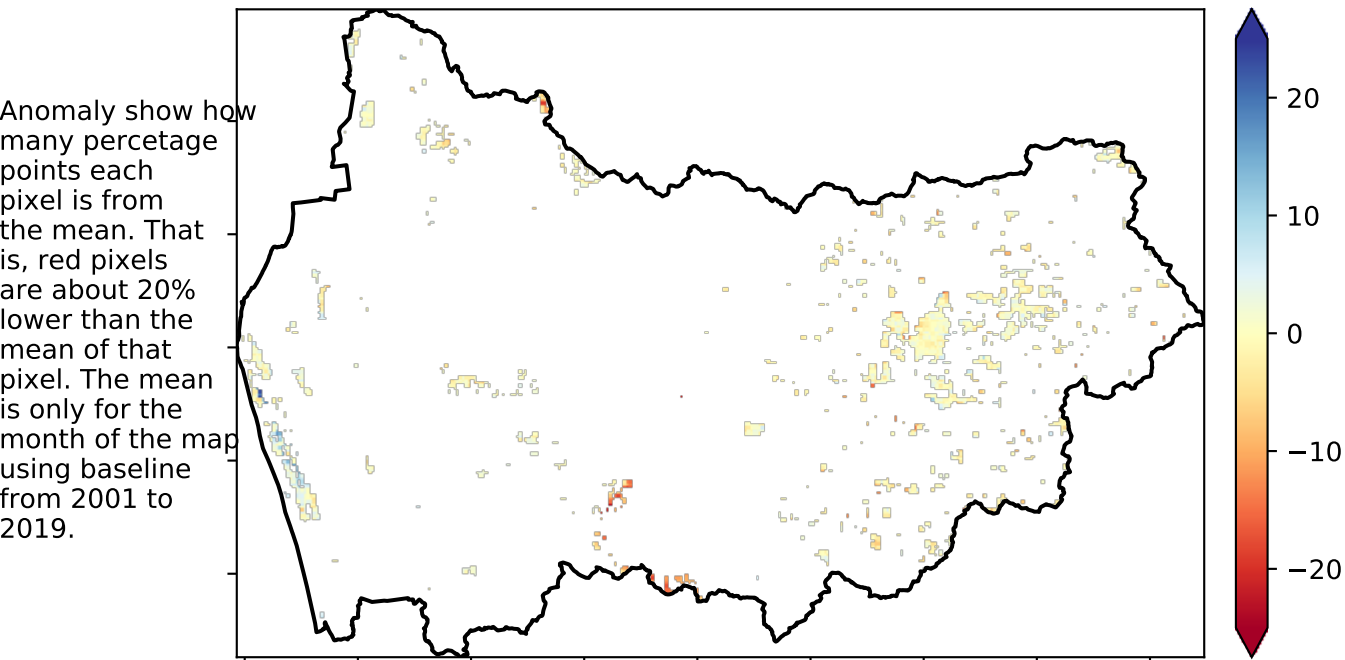 Anomaly show how
many percetage
points each
pixel is from
the mean. That
is, red pixels
are about 20%
lower than the
mean of that
pixel. The mean
is only for the
month of the map
using baseline
from 2001 to
2019.
20
10
0
−10
−20